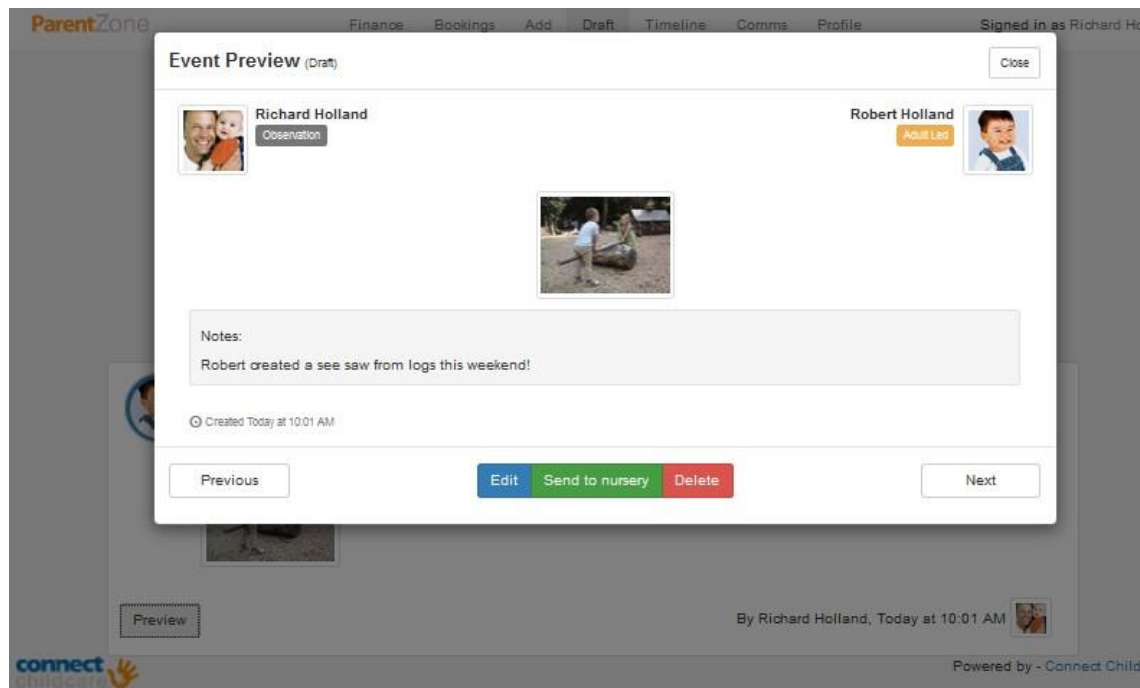 ParentZone Finance Bookings Add Draft Timeline Comms Profile Signed in as Richard Ho
Event Preview (Draft) Close
Richard Holland Robert Holland
Observation Adult Led
Notes:
Robert created a see saw from logs this weekend!
Created Today at 10:01 AM
Previous Edit Send to nursery Delete Next
Preview By Richard Holland, Today at 10:01 AM
connect Powered by - Connect Child
childcare